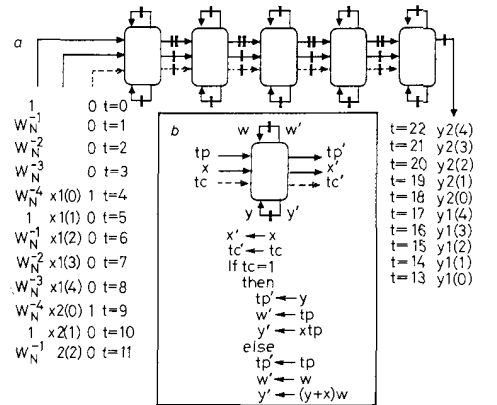 a
1 0 t=0
W_N^-1 0 t=1
W_N^-2 0 t=2
W_N^-3 0 t=3
W_N^-4 x1(0) 1 t=4
1 x1(1) 0 t=5
W_N^-1 x1(2) 0 t=6
W_N^-2 x1(3) 0 t=7
W_N^-3 x1(4) 0 t=8
W_N^-4 x2(0) 1 t=9
1 x2(1) 0 t=10
W_N^-1 2(2) 0 t=11
b
w w'
tp tp'
x x'
tc tc'
y y'
x' ← x
tc' ← tc
If tc=1
then
tp' ← y
w' ← tp
y' ← xtp
else
tp' ← tp
w' ← w
y' ← (y+x)w
t=22 y2(4)
t=21 y2(3)
t=20 y2(2)
t=19 y2(1)
t=18 y2(0)
t=17 y1(4)
t=16 y1(3)
t=15 y1(2)
t=14 y1(1)
t=13 y1(0)